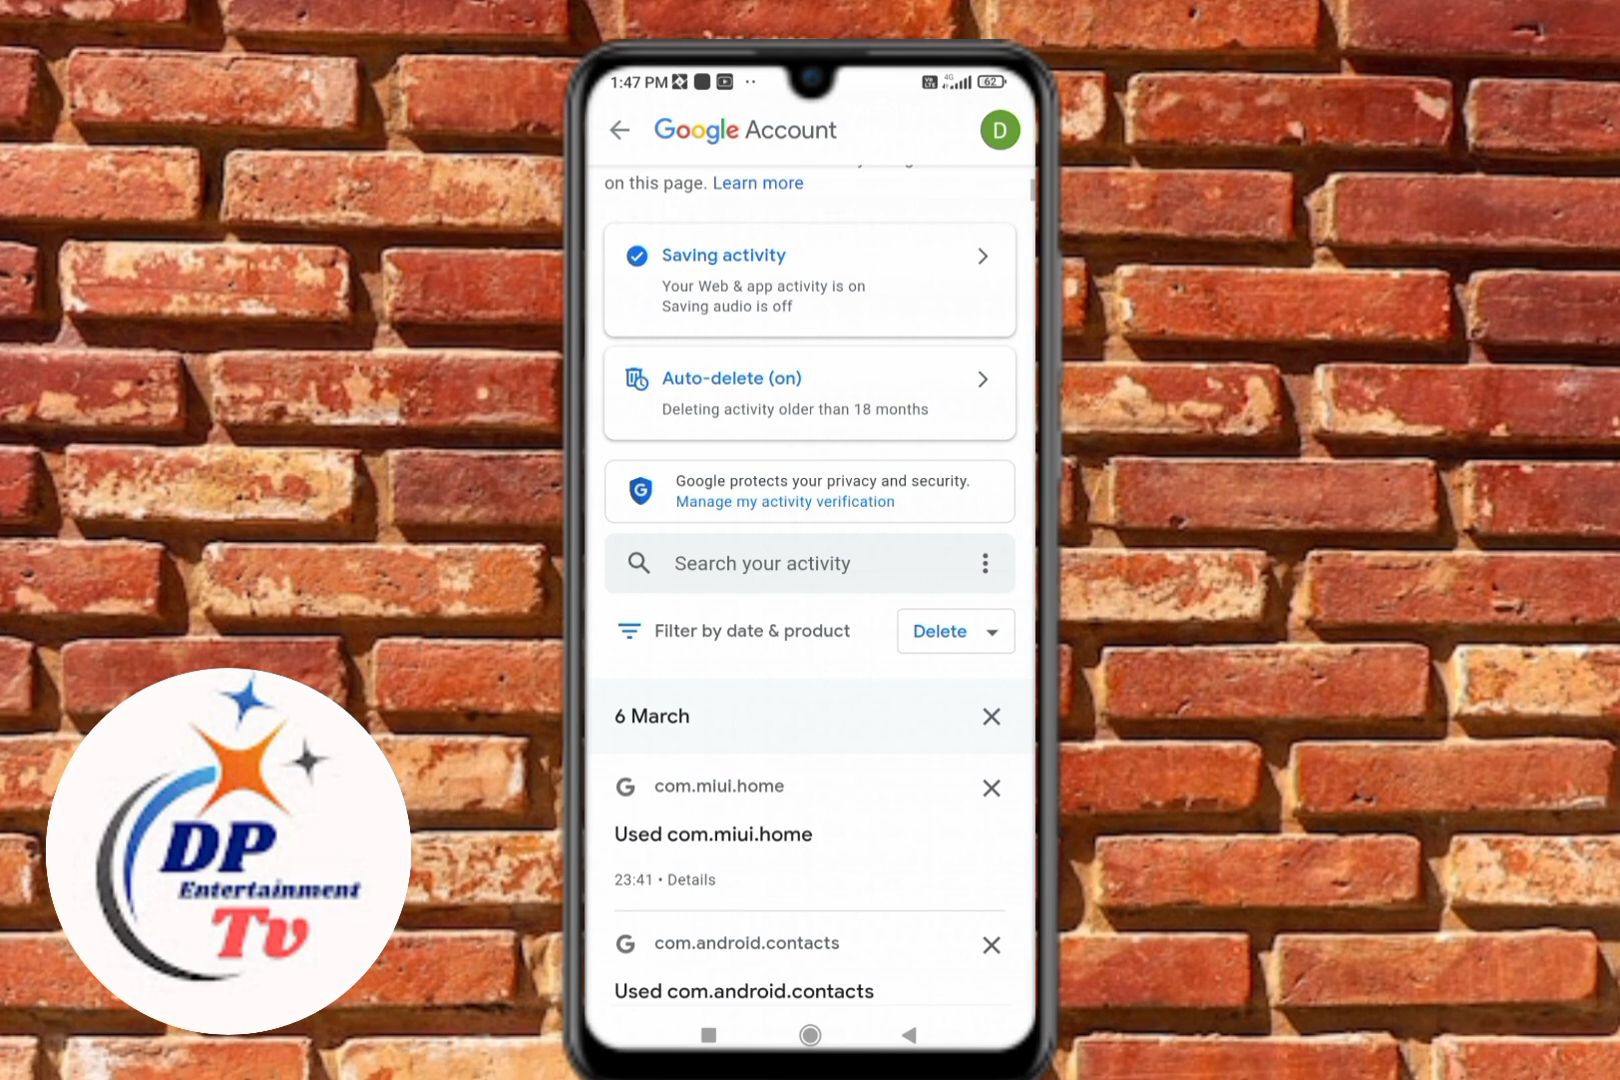 1:47 PM
4G
62
Google Account
D
on this page. Learn more
Saving activity
Your Web & app activity is on
Saving audio is off
Auto-delete (on)
Deleting activity older than 18 months
Google protects your privacy and security.
Manage my activity verification
Search your activity
Filter by date & product
Delete
6 March
com.miui.home
Used com.miui.home
23:41 • Details
com.android.contacts
Used com.android.contacts
DP
Entertainment
Tv